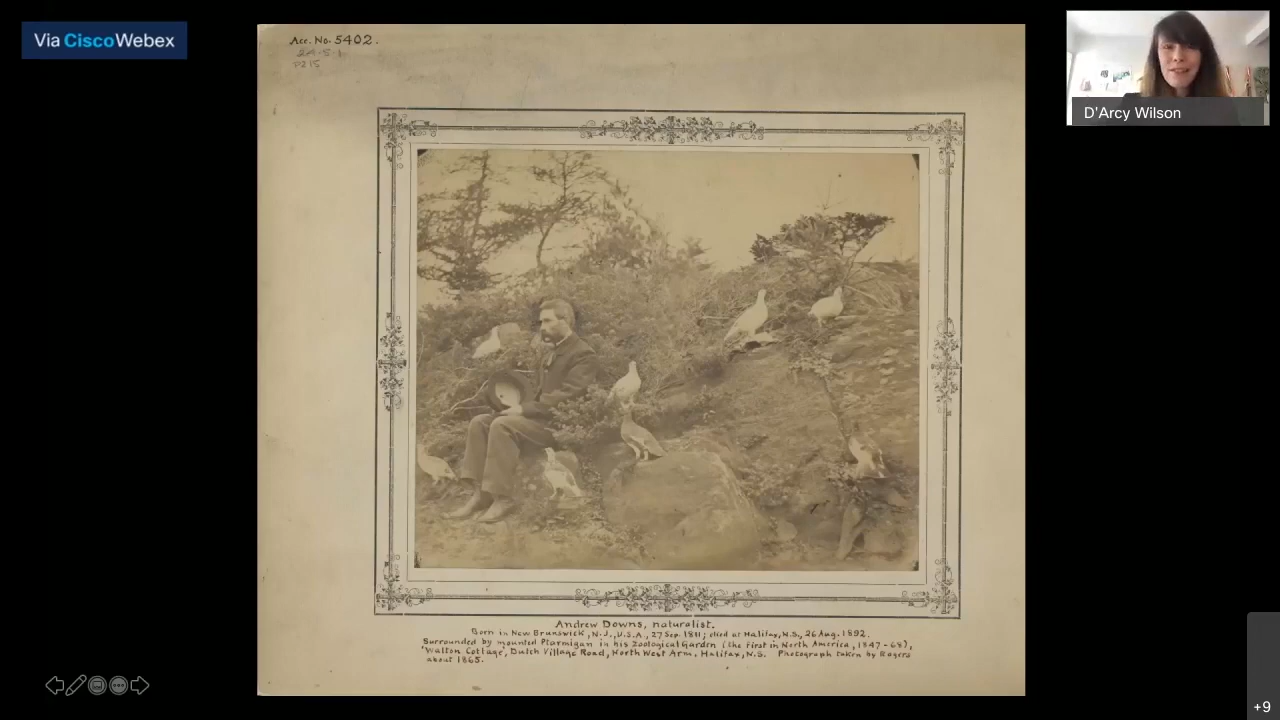 Via Cisco Webex
Acc. No. 5402.
D'Arcy Wilson
Andrew Downs, naturalist.
Born in New Brunswick, N.J., U.S.A., 27 Sep. 1811; died at Halifax, N.S., 26 Aug. 1892.
Surrounded by mounted Ptarmigan in his Zoological Garden (the first in North America, 1847-68),
'Walton Cottage', Dutch Village Road, North West Arm, Halifax, N.S. Photograph taken by Rogers
about 1865.
+9